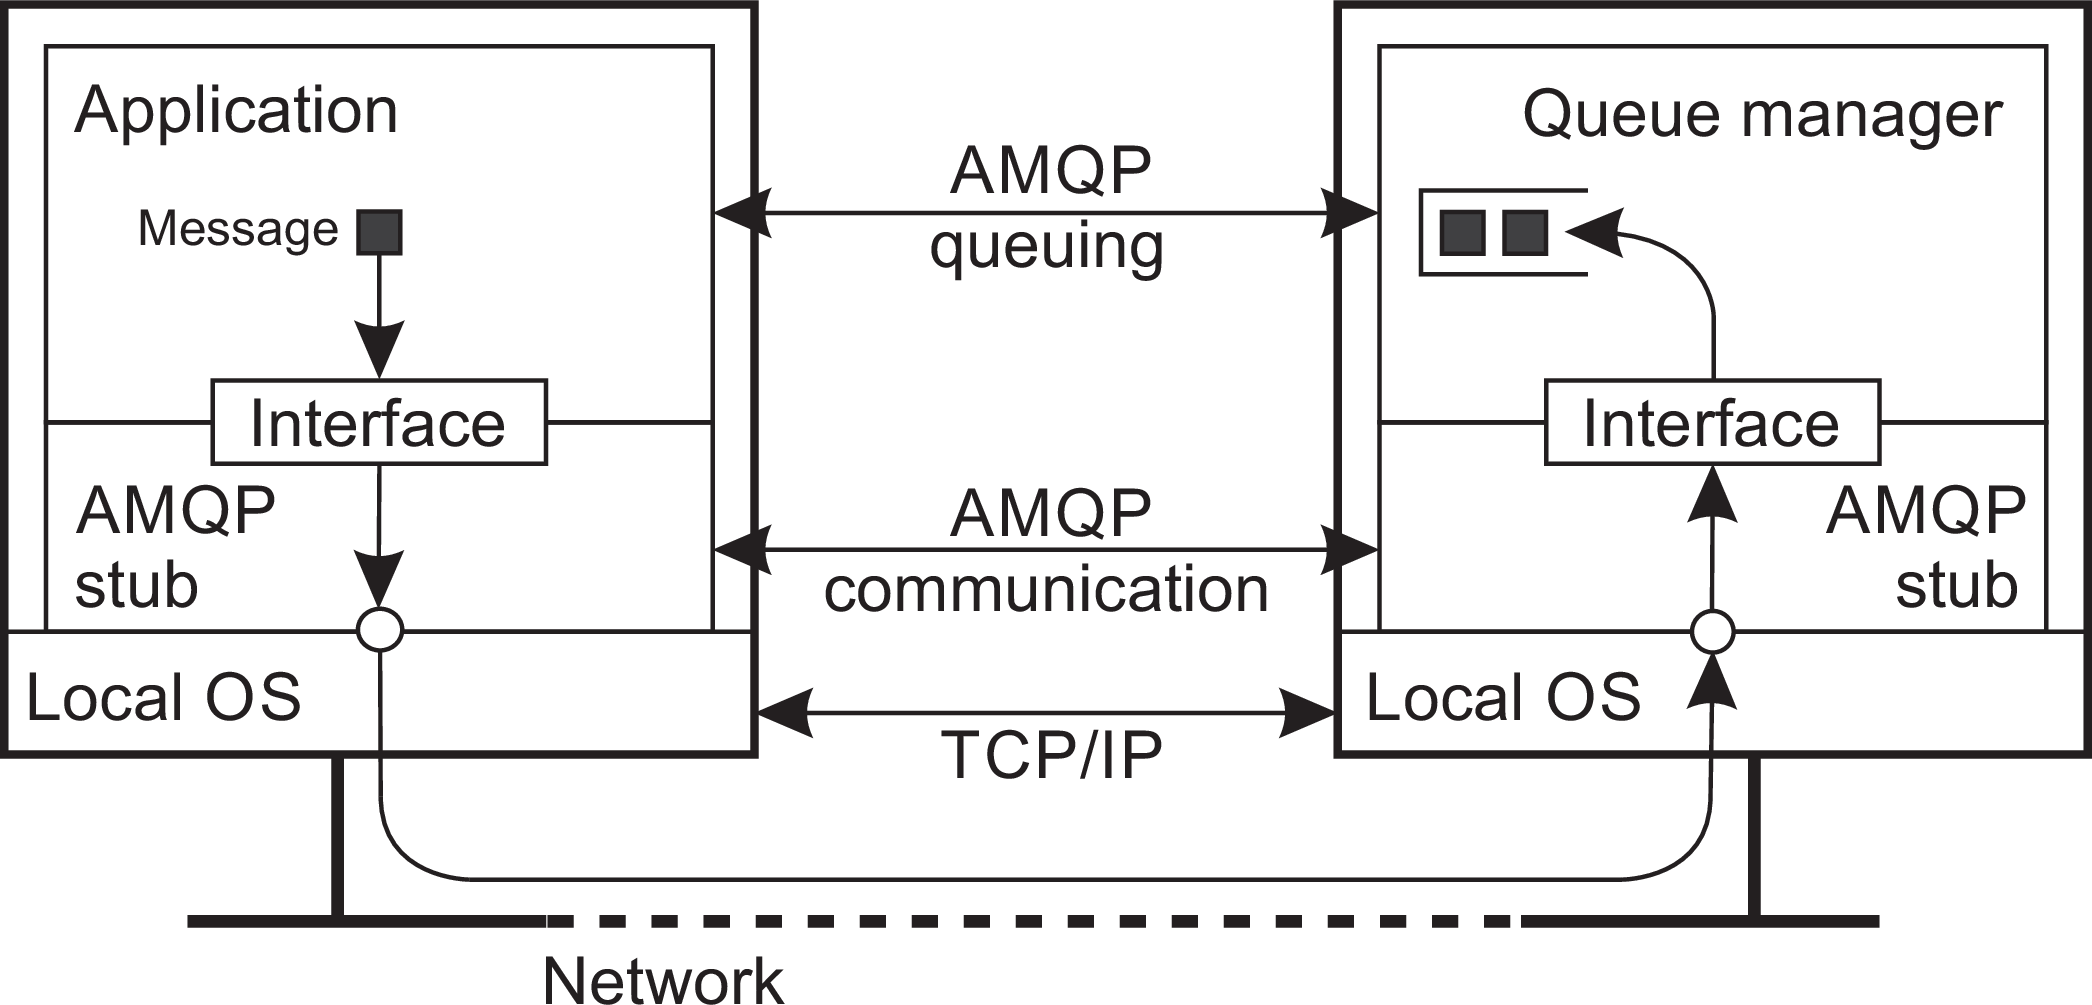 Application
Queue manager
AMQP
queuing
Message
Interface
Interface
AMQP
stub
AMQP
communication
AMQP
stub
Local OS
TCP/IP
Local OS
Network